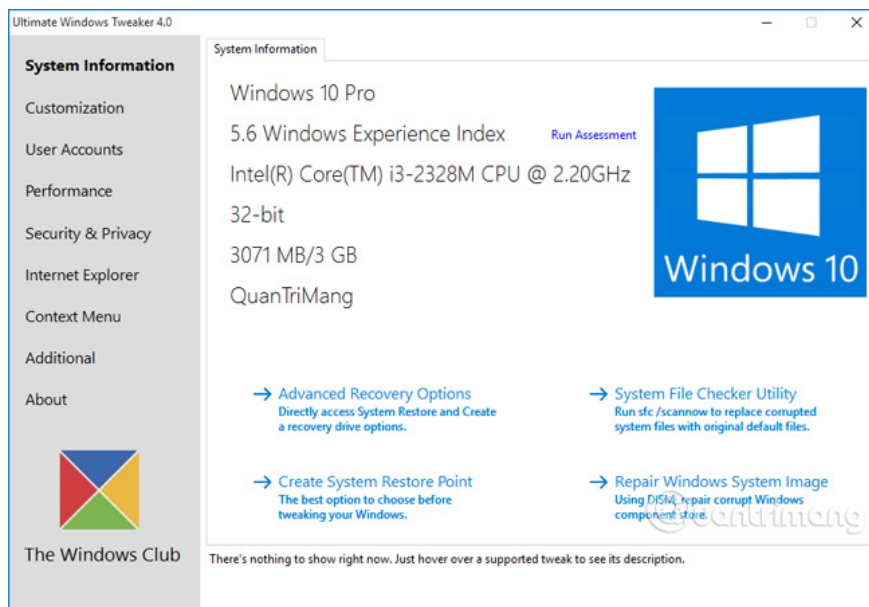 Ultimate Windows Tweaker 4.0
System Information
Customization
User Accounts
Performance
Security & Privacy
Internet Explorer
Context Menu
Additional
About
The Windows Club
System Information
Windows 10 Pro
5.6 Windows Experience Index
Run Assessment
Intel(R) Core(TM) i3-2328M CPU @ 2.20GHz
32-bit
3071 MB/3 GB
QuanTriMang
Windows 10
→ Advanced Recovery Options
Directly access System Restore and Create
a recovery drive options.
→ System File Checker Utility
Run sfc /scannow to replace corrupted
system files with original default files.
→ Create System Restore Point
The best option to choose before
tweaking your Windows.
→ Repair Windows System Image
Using DISM, repair corrupt Windows
component store.
uantrimang
There's nothing to show right now. Just hover over a supported tweak to see its description.